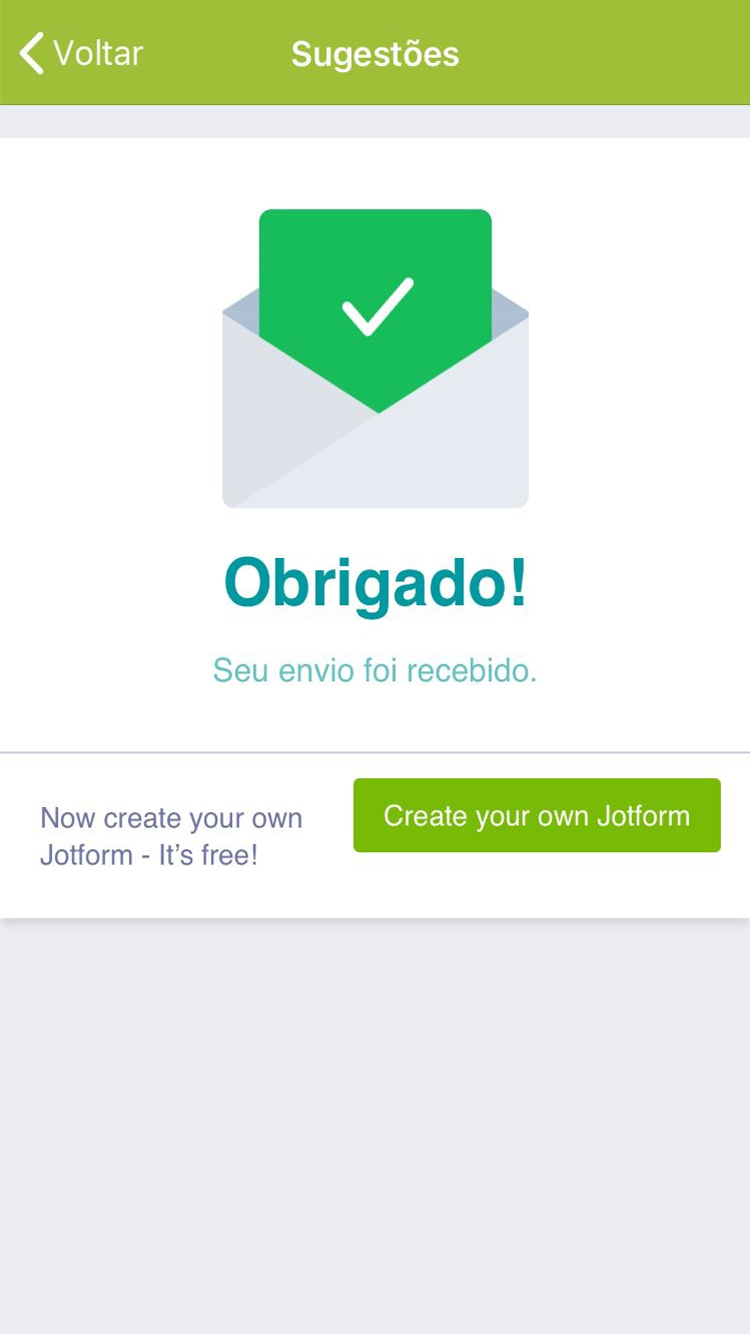 Voltar
Sugestões
Obrigado!
Seu envio foi recebido.
Now create your own
Jotform - It’s free!
Create your own Jotform